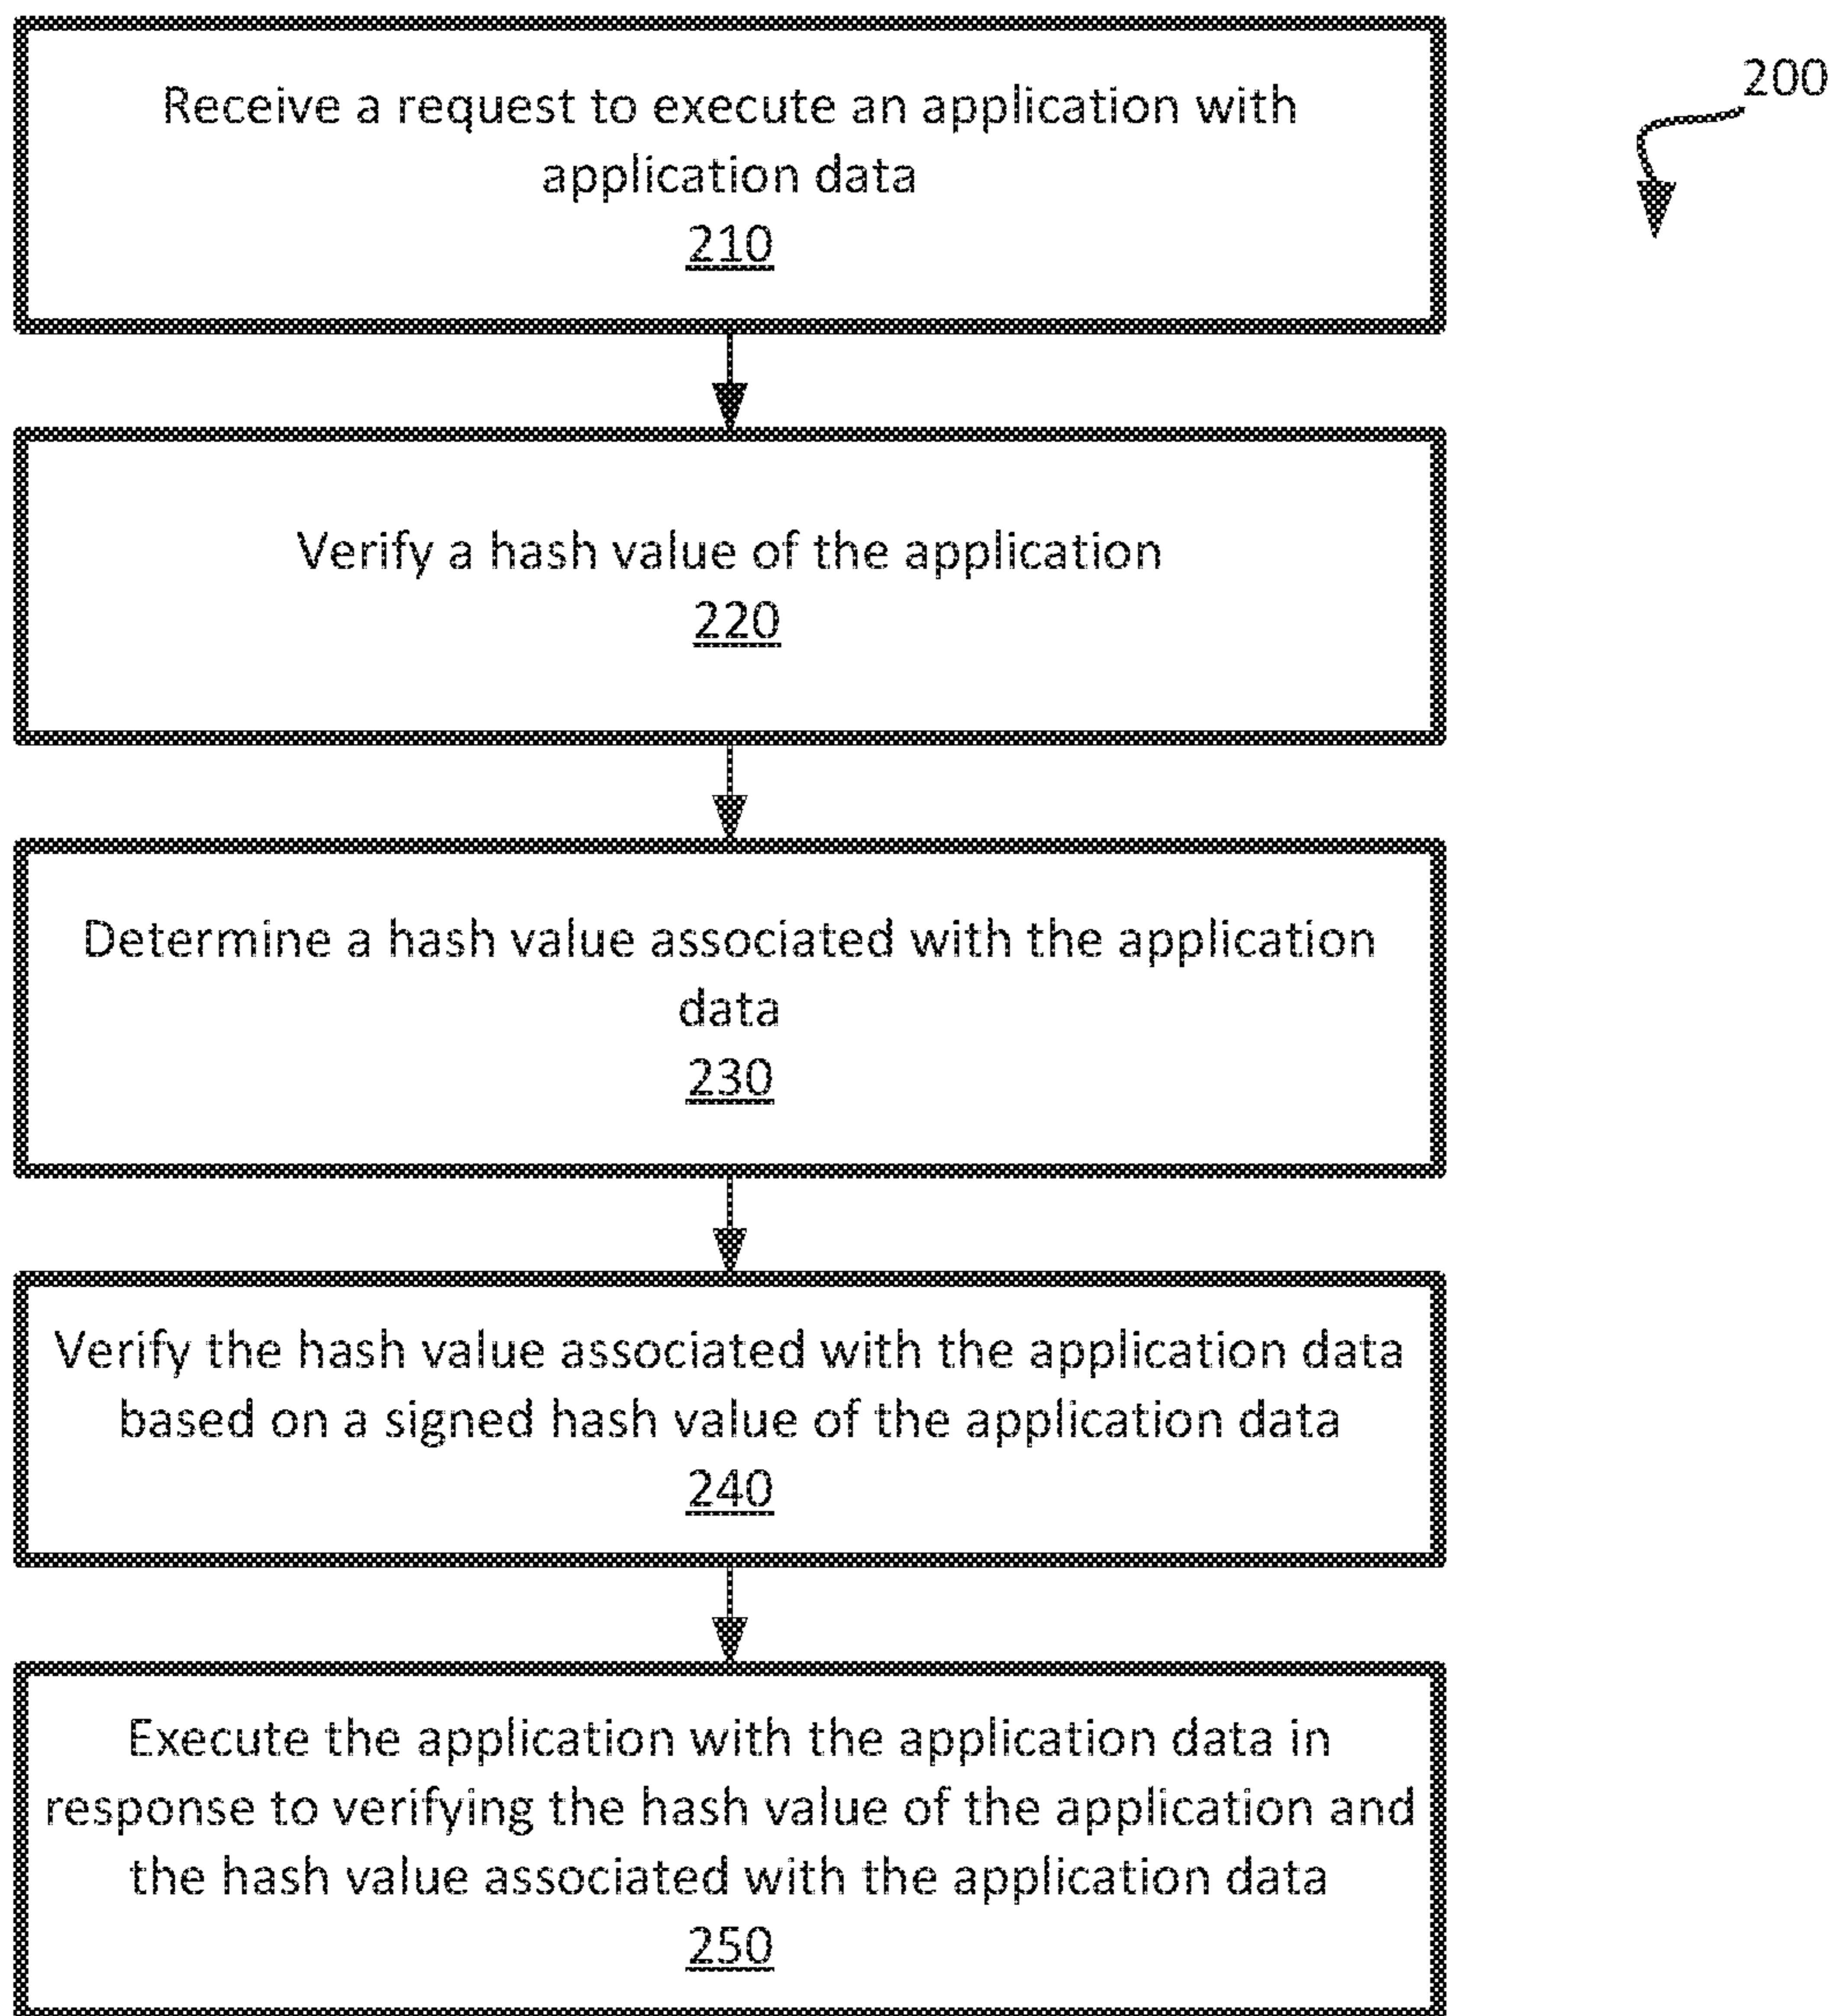 Receive a request to execute an application with
application data
210
200
Verify a hash value of the application
220
Determine a hash value associated with the application
data
230
Verify the hash value associated with the application data
based on a signed hash value of the application data
240
Execute the application with the application data in
response to verifying the hash value of the application and
the hash value associated with the application data
250